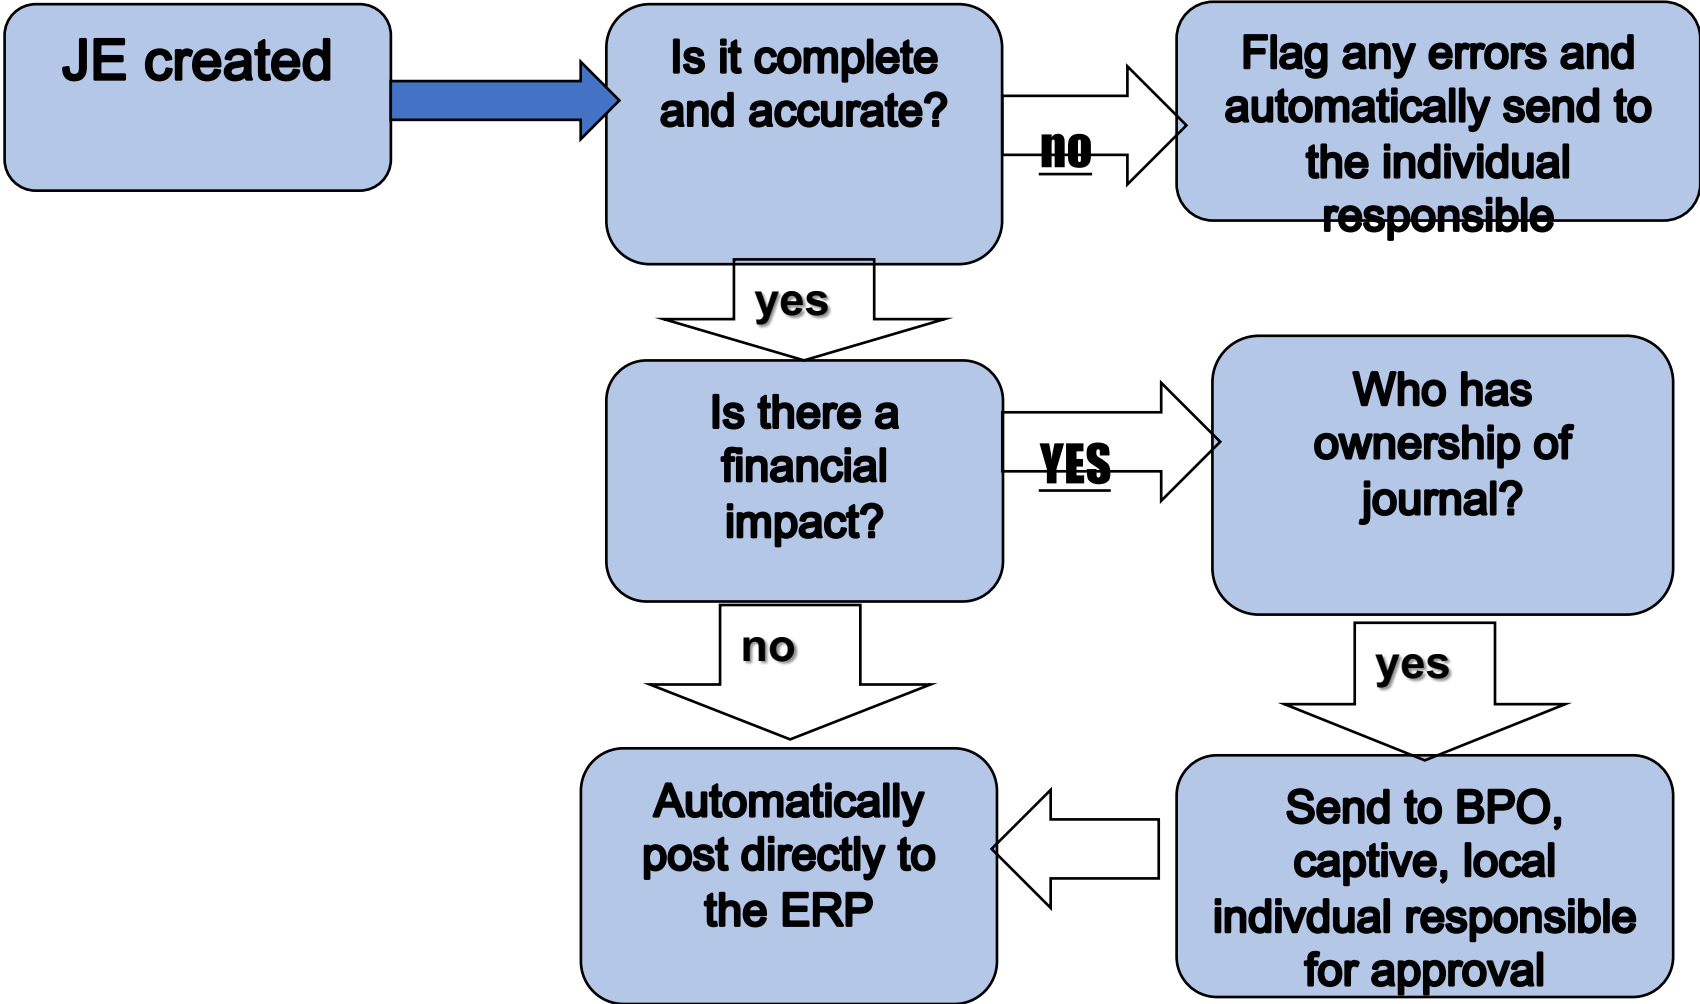 JE created
Is it complete
and accurate?
no
Flag any errors and
automatically send to
the individual
responsible
yes
Is there a
financial
impact?
YES
Who has
ownership of
journal?
no
yes
Automatically
post directly to
the ERP
Send to BPO,
captive, local
indivdual responsible
for approval